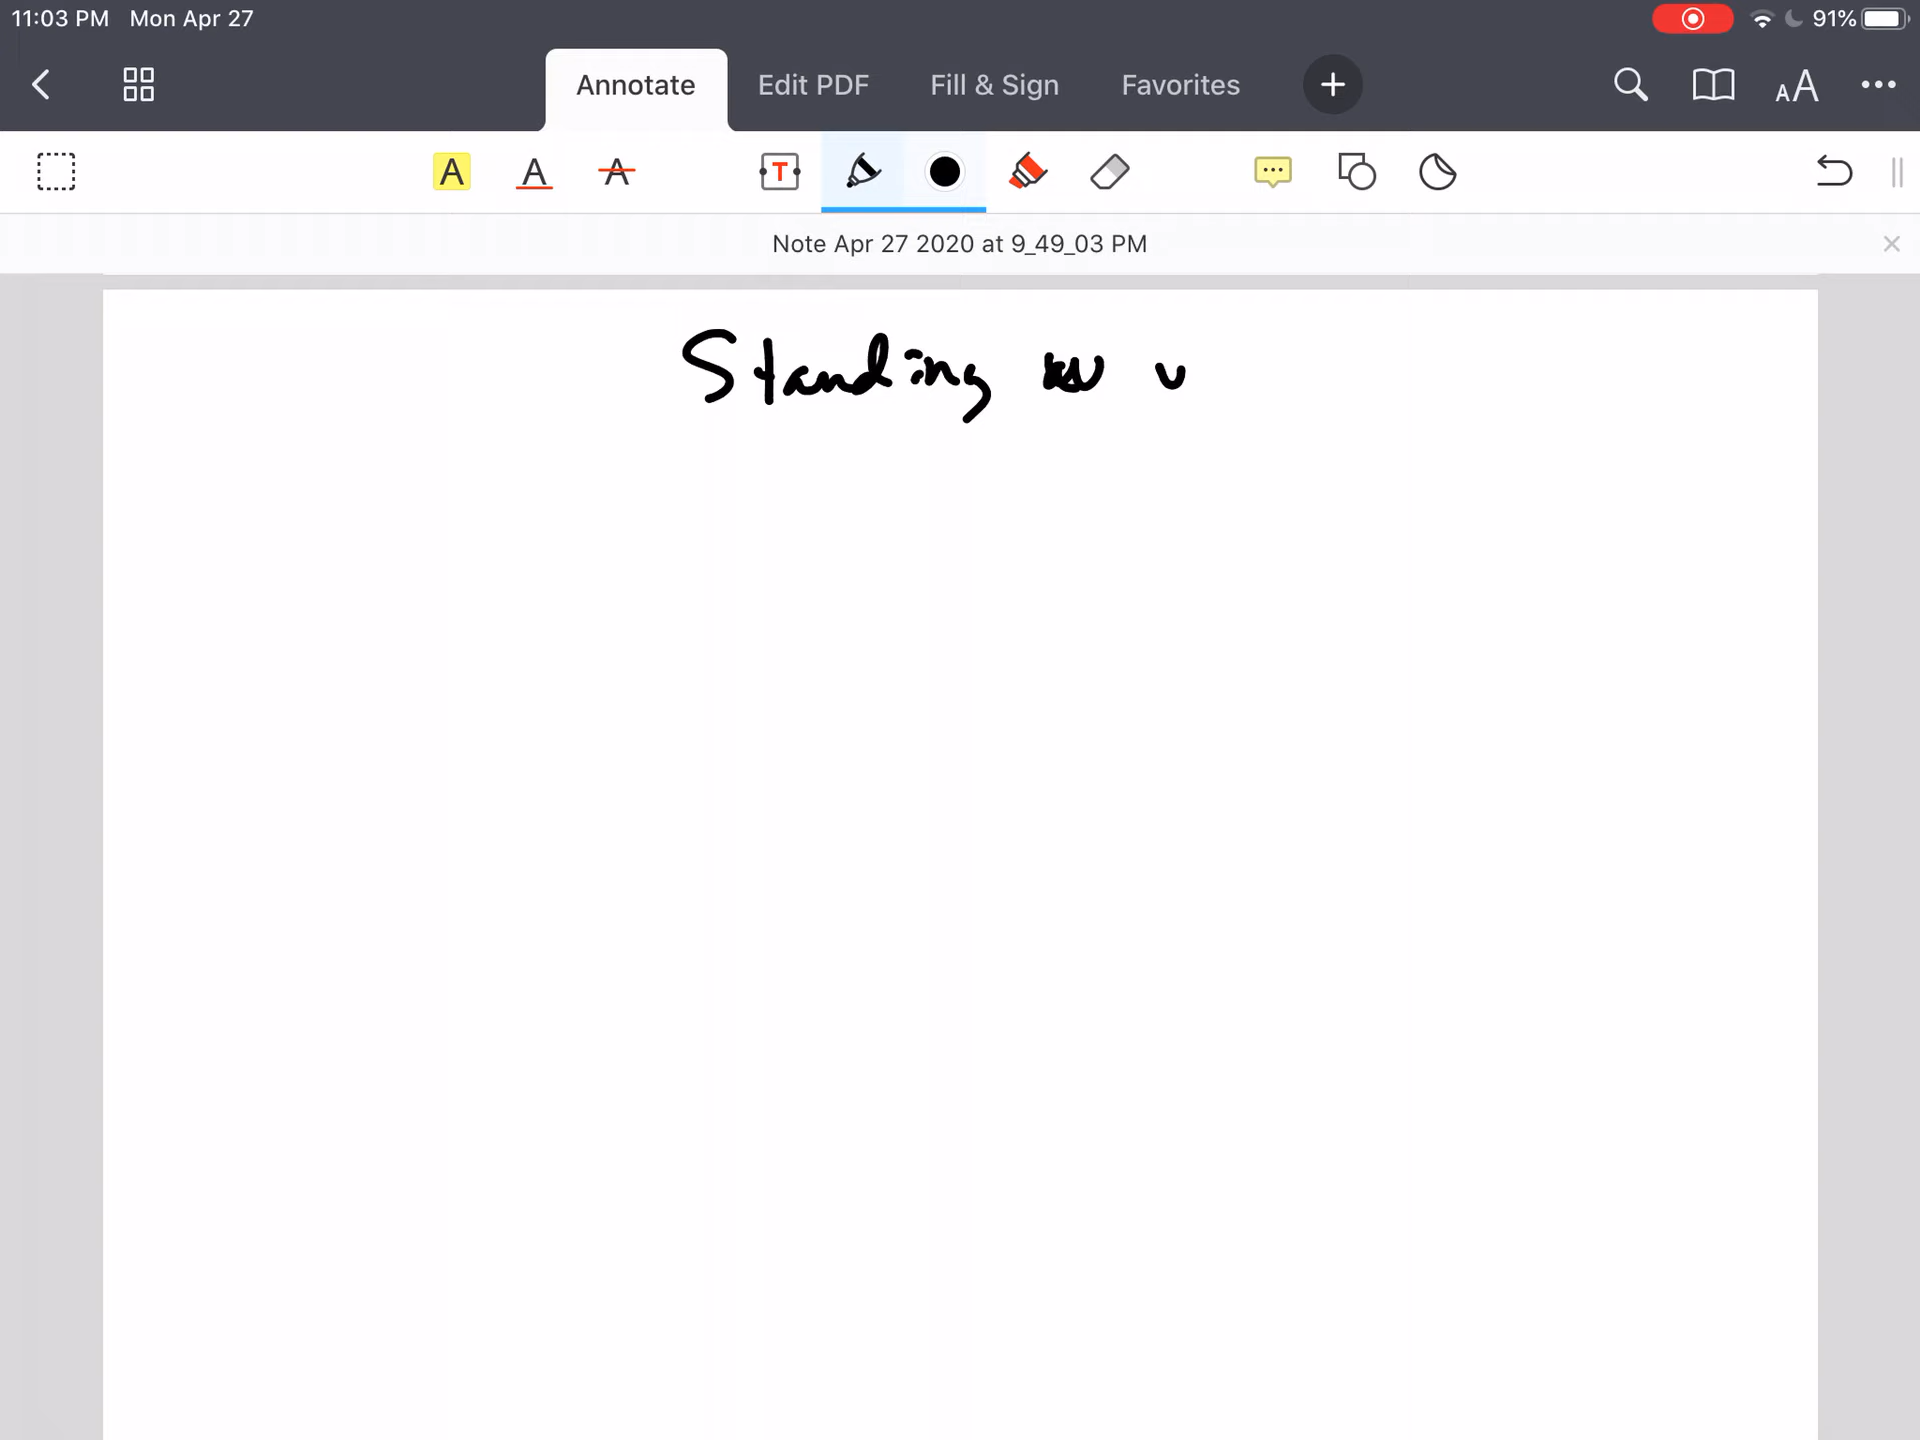 11:03 PM Mon Apr 27 91%
Annotate Edit PDF Fill & Sign Favorites AA
A A A T
Note Apr 27 2020 at 9_49_03 PM
Standing